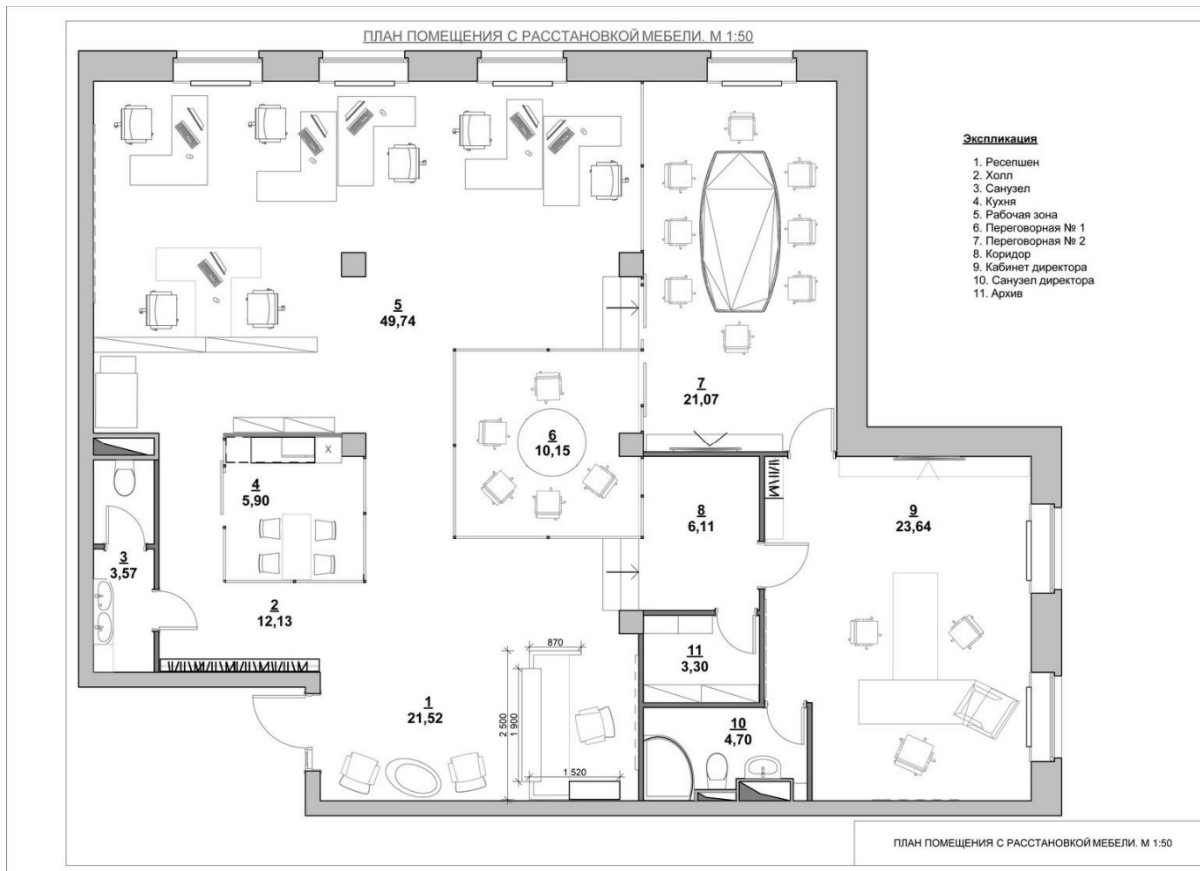 ПЛАН ПОМЕЩЕНИЯ С РАССТАНОВКОЙ МЕБЕЛИ. М 1:50
Экспликация
1. Ресепшен
2. Холл
3. Санузел
4. Кухня
5. Рабочая зона
6. Переговорная № 1
7. Переговорная № 2
8. Коридор
9. Кабинет директора
10. Санузел директора
11. Архив
5
49,74
7
21,07
6
10,15
X
4
5,90
8
6,11
9
23,64
3
3,57
2
12,13
870
11
3,30
1
21,52
2 500
1 900
10
4,70
1 520
ПЛАН ПОМЕЩЕНИЯ С РАССТАНОВКОЙ МЕБЕЛИ. М 1:50